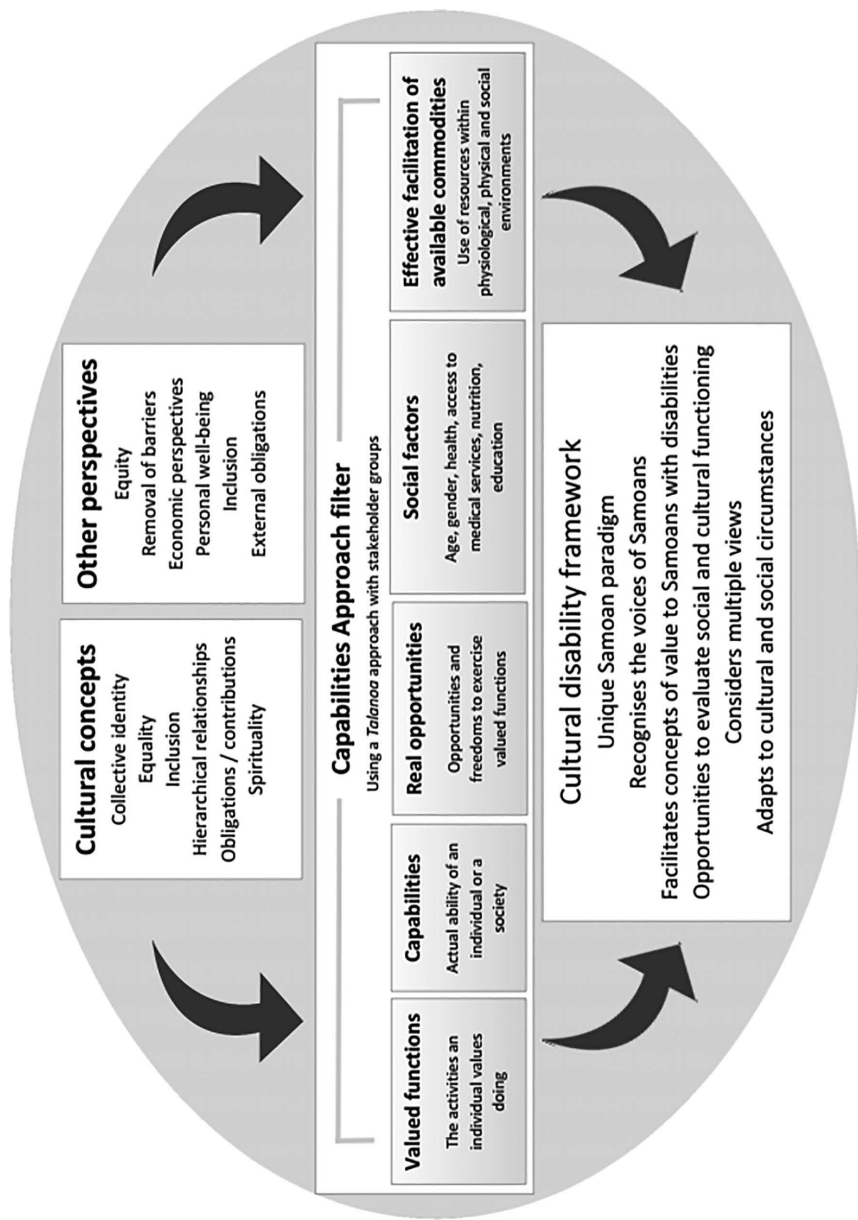 Cultural concepts
Collective identity
Equality
Inclusion
Hierarchical relationships
Obligations / contributions
Spirituality
Other perspectives
Equity
Removal of barriers
Economic perspectives
Personal well-being
Inclusion
External obligations
Capabilities Approach filter
Using a Talanoa approach with stakeholder groups
Valued functions
The activities an
individual values
doing
Capabilities
Actual ability of an
individual or a
society
Real opportunities
Opportunities and
freedoms to exercise
valued functions
Social factors
Age, gender, health, access to
medical services, nutrition,
education
Effective facilitation of
available commodities
Use of resources within
physiological, physical and social
environments
Cultural disability framework
Unique Samoan paradigm
Recognises the voices of Samoans
Facilitates concepts of value to Samoans with disabilities
Opportunities to evaluate social and cultural functioning
Considers multiple views
Adapts to cultural and social circumstances